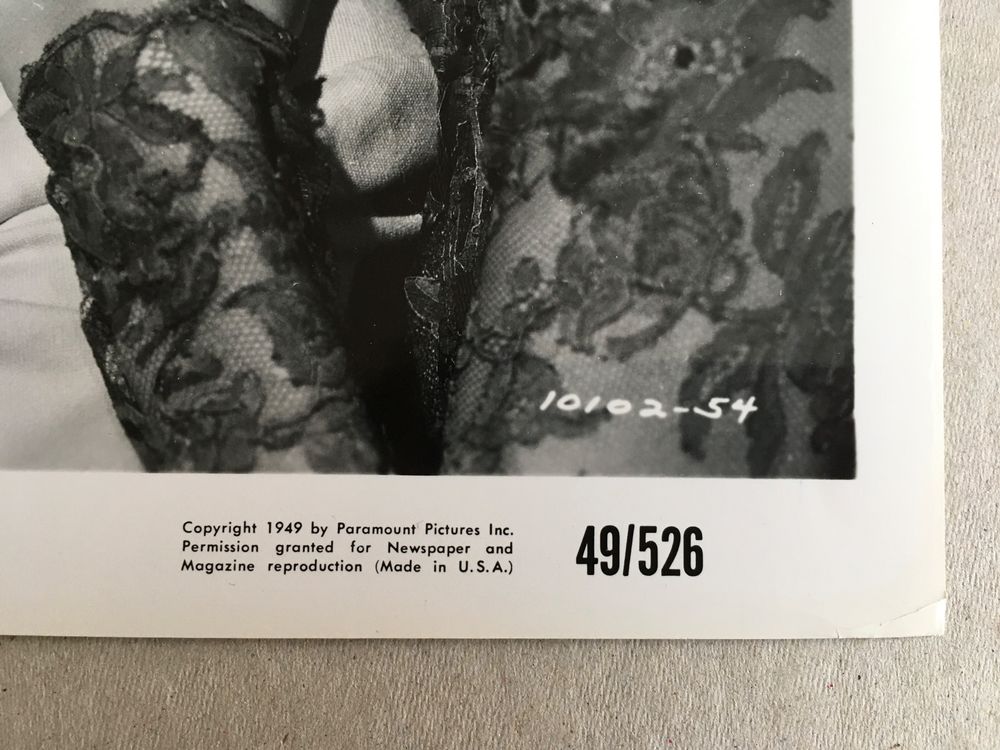 10102-54
Copyright 1949 by Paramount Pictures Inc.
Permission granted for Newspaper and
Magazine reproduction (Made in U.S.A.)
49/526